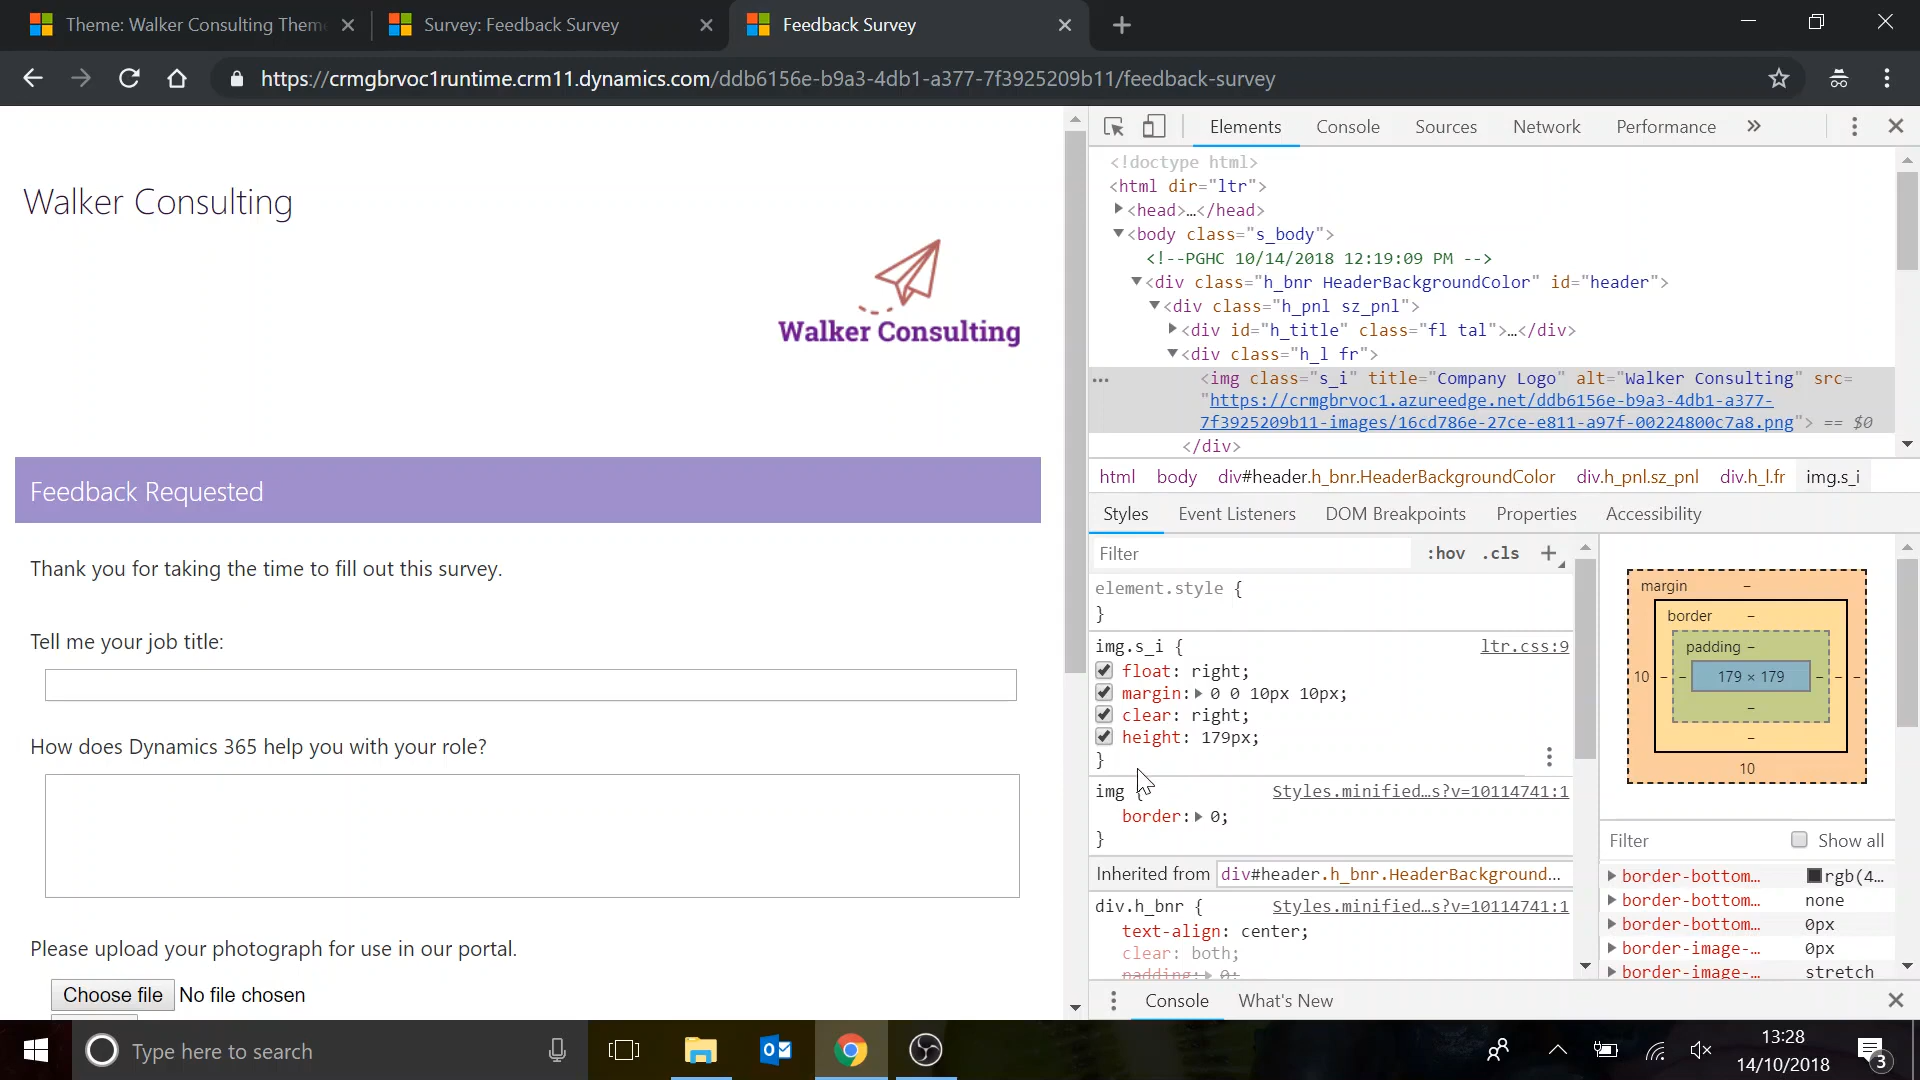 Theme: Walker Consulting Them
Survey: Feedback Survey
Feedback Survey
https://crmgbrvoc1runtime.crm11.dynamics.com/ddb6156e-b9a3-4db1-a377-7f3925209b11/feedback-survey
Walker Consulting
Walker Consulting
Feedback Requested
Thank you for taking the time to fill out this survey.
Tell me your job title:
How does Dynamics 365 help you with your role?
Please upload your photograph for use in our portal.
Choose file No file chosen
Elements Console Sources Network Performance »
<!doctype html>
<html dir="ltr">
<head>…</head>
<body class="s_body">
<!--PGHC 10/14/2018 12:19:09 PM -->
<div class="h_bnr HeaderBackgroundColor" id="header">
<div class="h_pnl sz_pnl">
<div id="h_title" class="fl tal">…</div>
<div class="h_l fr">
<img class="s_i" title="Company Logo" alt="Walker Consulting" src=
"https://crmgbrvoc1.azureedge.net/ddb6156e-b9a3-4db1-a377-
7f3925209b11-images/16cd786e-27ce-e811-a97f-00224800c7a8.png"> == $0
</div>
html body div#header.h_bnr.HeaderBackgroundColor div.h_pnl.sz_pnl div.h_l.fr img.s_i
Styles Event Listeners DOM Breakpoints Properties Accessibility
Filter :hov .cls +
element.style {
}
img.s_i { ltr.css:9
float: right;
margin: 0 0 10px 10px;
clear: right;
height: 179px;
}
img { Styles.minified…s?v=10114741:1
border: 0;
}
Inherited from div#header.h_bnr.HeaderBackground…
div.h_bnr { Styles.minified…s?v=10114741:1
text-align: center;
clear: both;
padding: 0;
margin –
border –
padding –
10 – – 179 × 179 – – –
–
–
10
Filter Show all
border-bottom… rgb(4…
border-bottom… none
border-bottom… 0px
border-image-… 0px
border-image-… stretch
Console What's New
Type here to search
13:28
14/10/2018
3